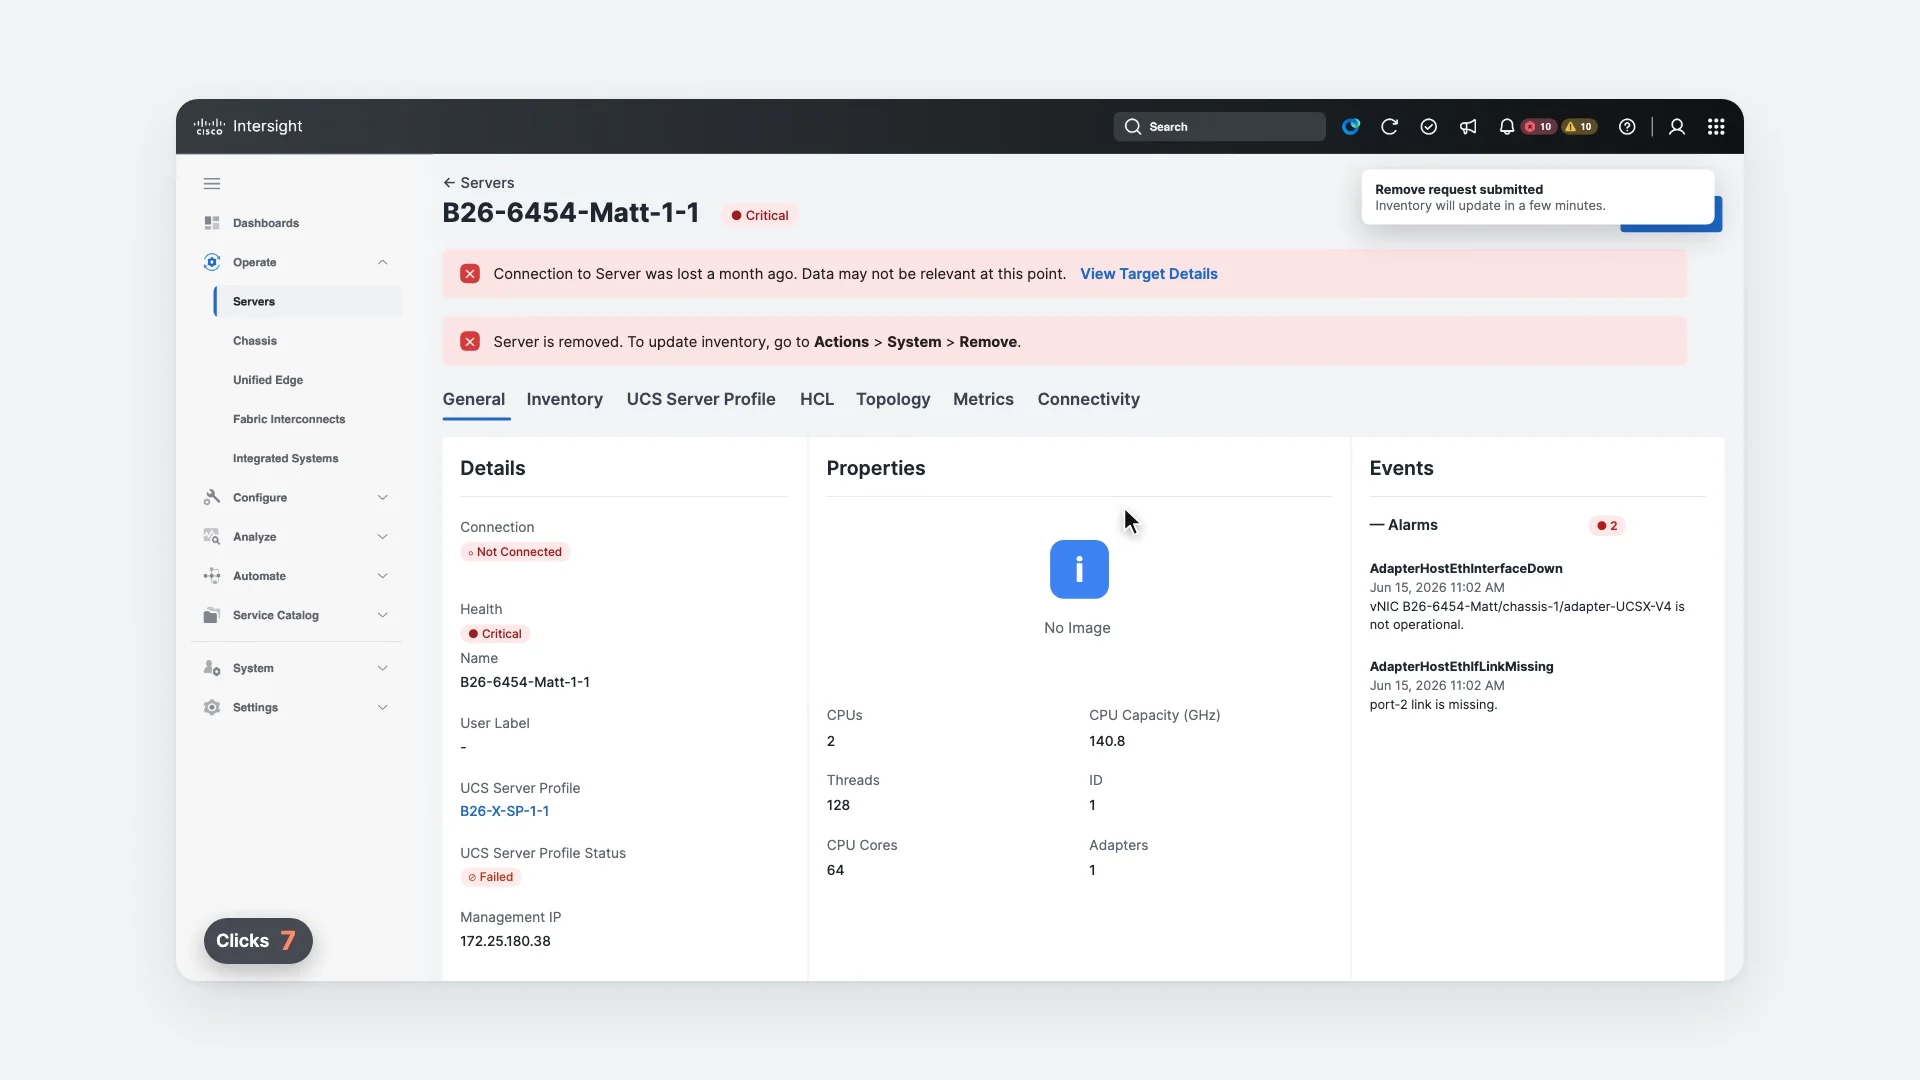 cisco Intersight
Search
10
10
Dashboards
Operate
Servers
Chassis
Unified Edge
Fabric Interconnects
Integrated Systems
Configure
Analyze
Automate
Service Catalog
System
Settings
Clicks 7
← Servers
B26-6454-Matt-1-1
Critical
Remove request submitted
Inventory will update in a few minutes.
Connection to Server was lost a month ago. Data may not be relevant at this point. View Target Details
Server is removed. To update inventory, go to Actions > System > Remove.
General Inventory UCS Server Profile HCL Topology Metrics Connectivity
Details
Connection
Not Connected
Health
Critical
Name
B26-6454-Matt-1-1
User Label
-
UCS Server Profile
B26-X-SP-1-1
UCS Server Profile Status
Failed
Management IP
172.25.180.38
Properties
i
No Image
CPUs
2
CPU Capacity (GHz)
140.8
Threads
128
ID
1
CPU Cores
64
Adapters
1
Events
— Alarms
2
AdapterHostEthInterfaceDown
Jun 15, 2026 11:02 AM
vNIC B26-6454-Matt/chassis-1/adapter-UCSX-V4 is
not operational.
AdapterHostEthIfLinkMissing
Jun 15, 2026 11:02 AM
port-2 link is missing.